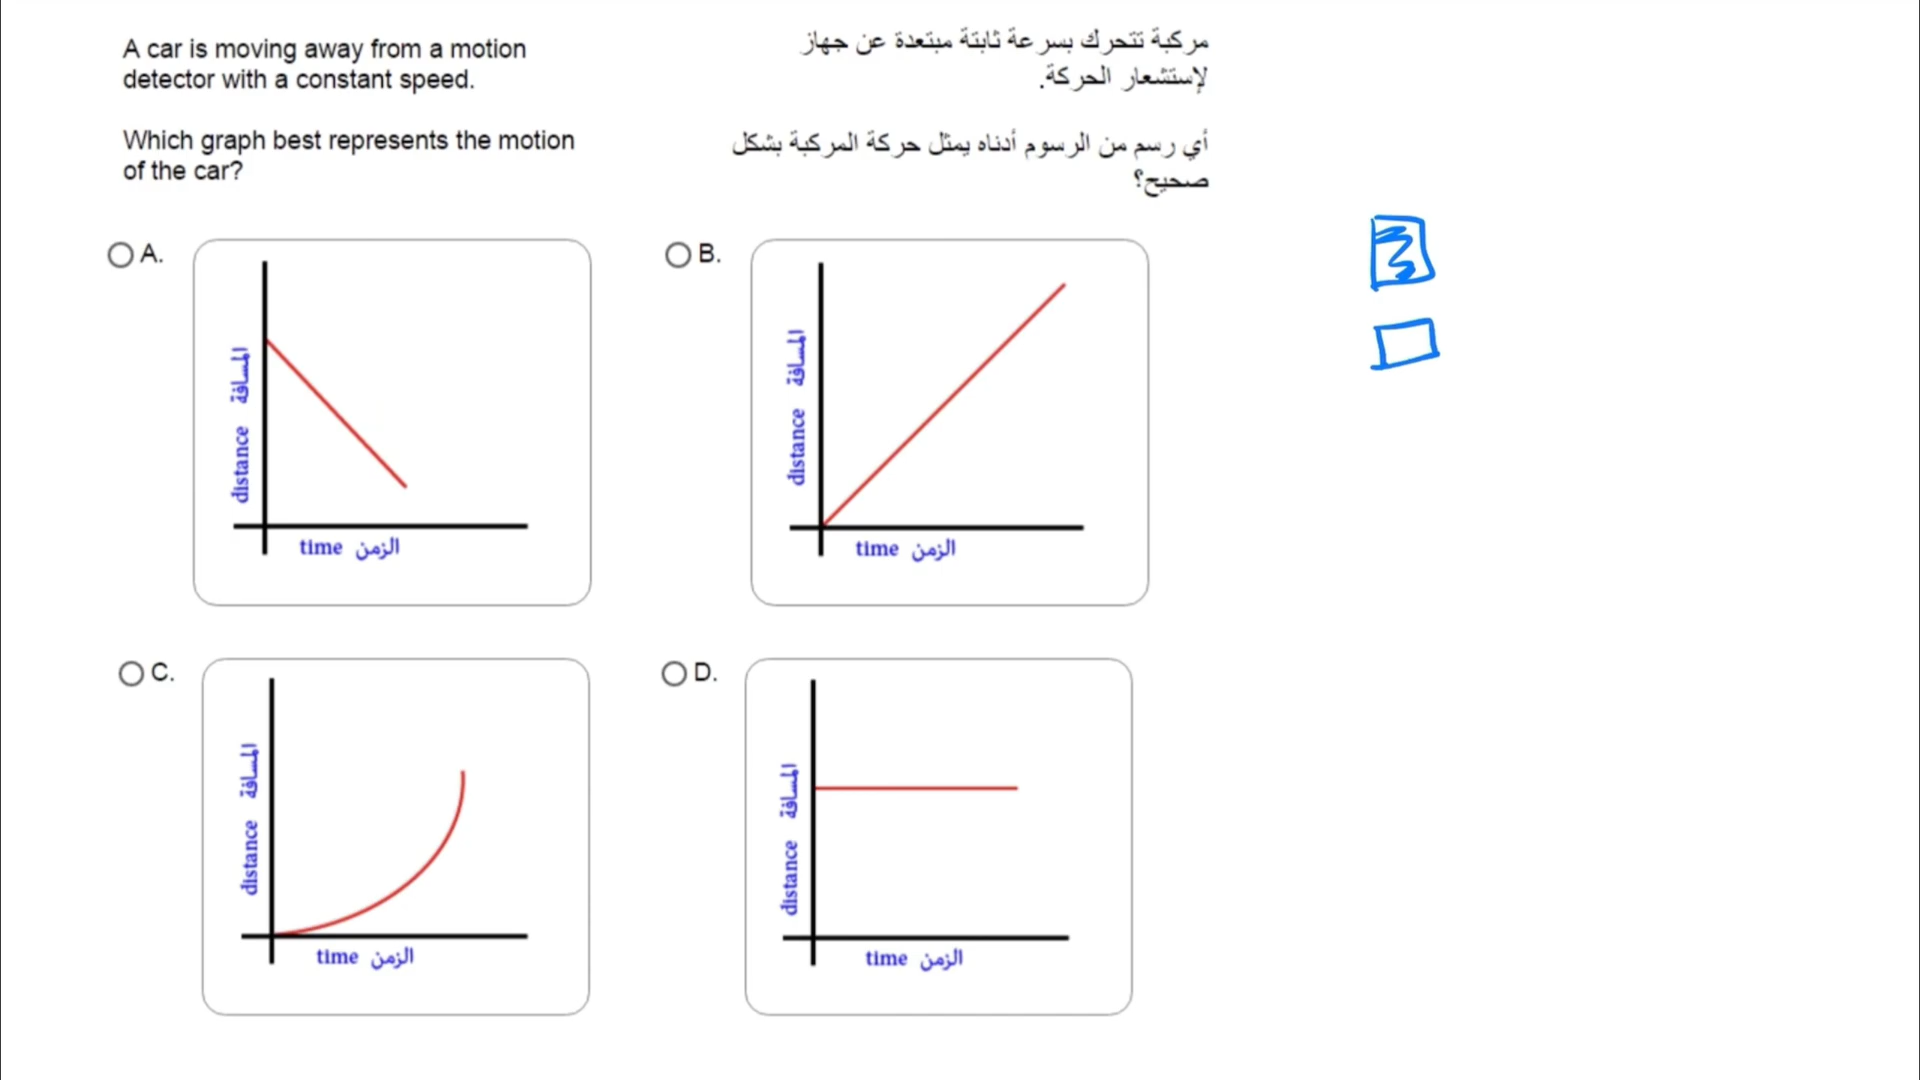 A car is moving away from a motion
detector with a constant speed.
Which graph best represents the motion
of the car?
مركبة تتحرك بسرعة ثابتة مبتعدة عن جهاز
لإستشعار الحركة.
أي رسم من الرسوم أدناه يمثل حركة المركبة بشكل
صحيح؟
A.
distance المسافة
time الزمن
B.
distance المسافة
time الزمن
C.
distance المسافة
time الزمن
D.
distance المسافة
time الزمن